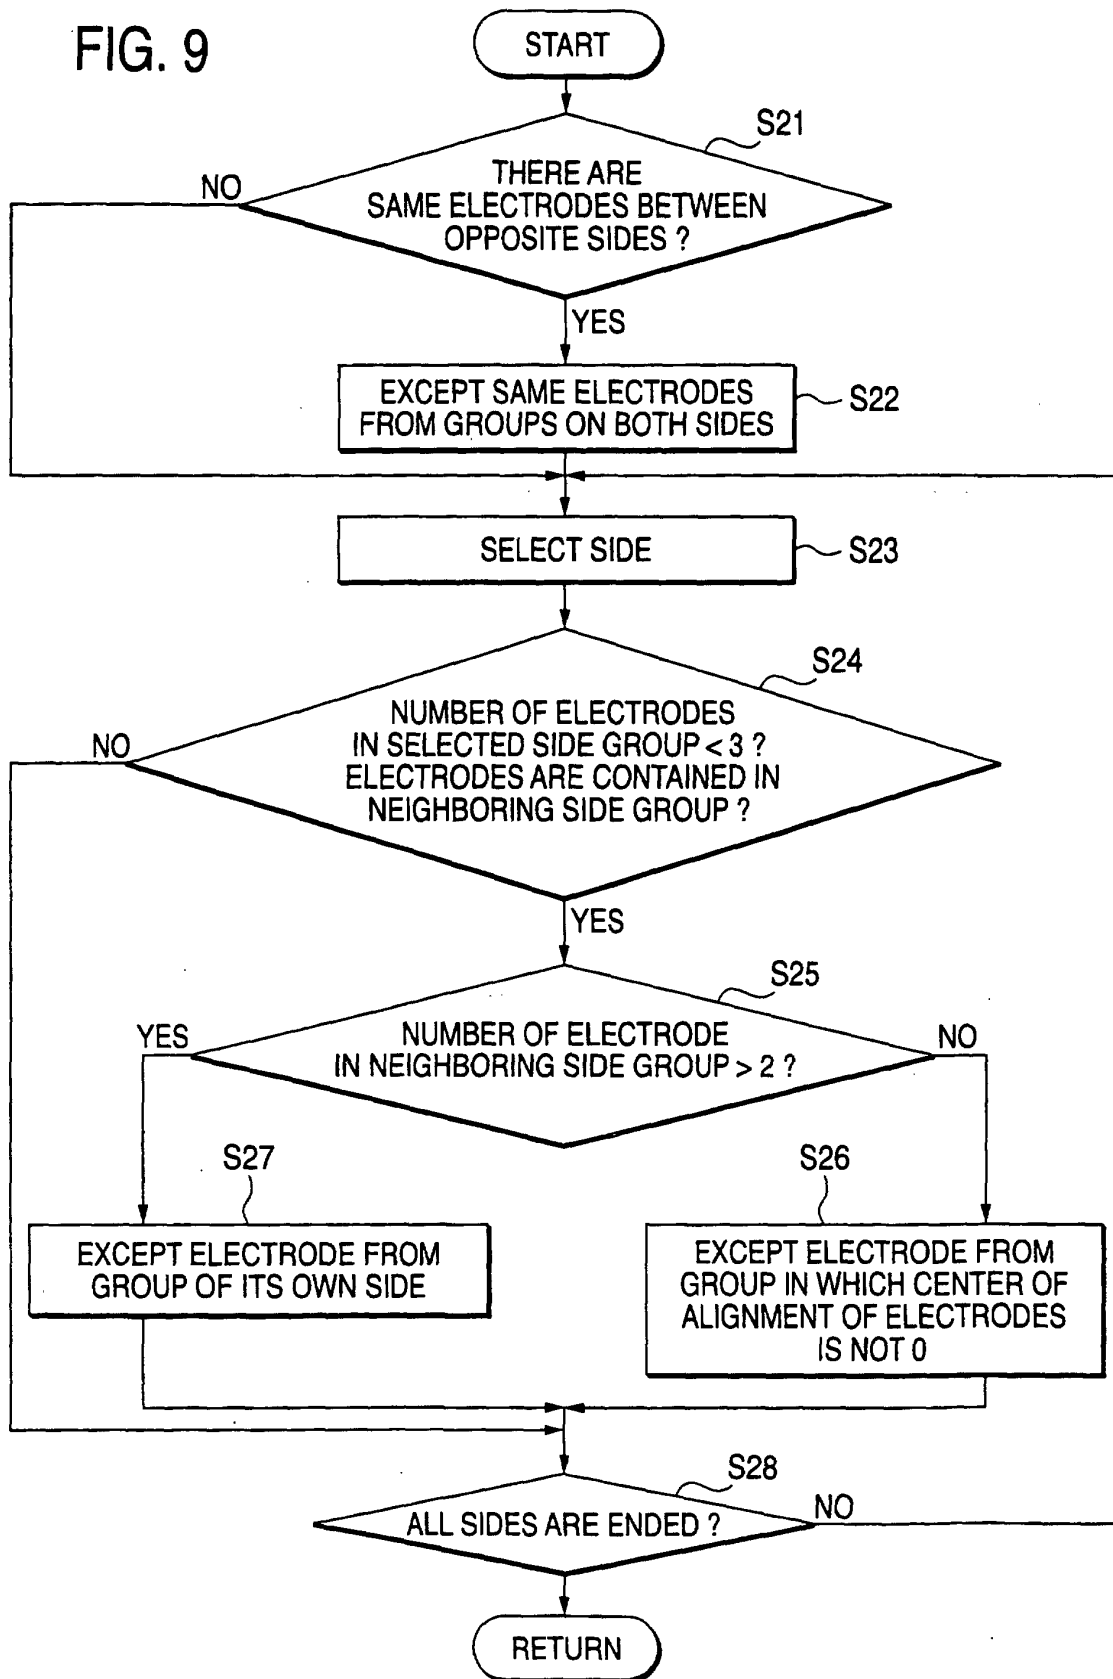 FIG. 9
START
S21
THERE ARE
SAME ELECTRODES BETWEEN
OPPOSITE SIDES ?
NO
YES
EXCEPT SAME ELECTRODES
FROM GROUPS ON BOTH SIDES
S22
SELECT SIDE
S23
S24
NUMBER OF ELECTRODES
IN SELECTED SIDE GROUP < 3 ?
ELECTRODES ARE CONTAINED IN
NEIGHBORING SIDE GROUP ?
NO
YES
S25
NUMBER OF ELECTRODE
IN NEIGHBORING SIDE GROUP > 2 ?
YES
NO
S27
EXCEPT ELECTRODE FROM
GROUP OF ITS OWN SIDE
S26
EXCEPT ELECTRODE FROM
GROUP IN WHICH CENTER OF
ALIGNMENT OF ELECTRODES
IS NOT 0
S28
ALL SIDES ARE ENDED ?
NO
RETURN